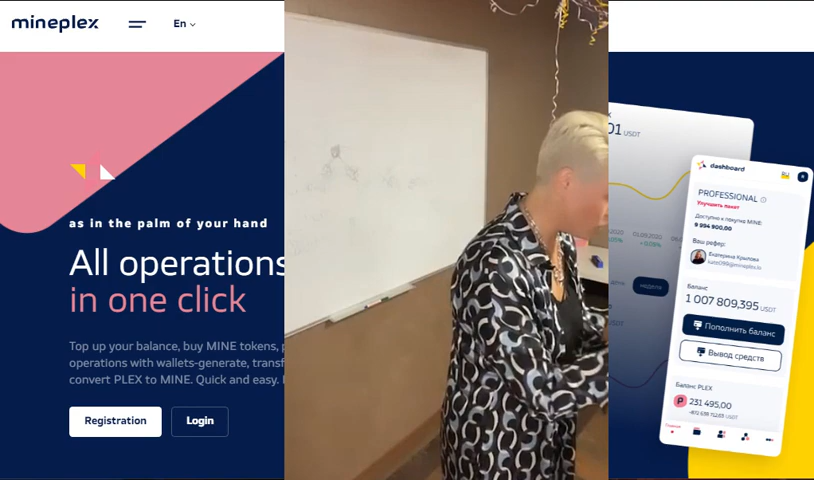 mineplex
En
as in the palm of your hand
All operations
in one click
Top up your balance, buy MINE tokens,
operations with wallets-generate,
convert PLEX to MINE. Quick and easy.
Registration
Login
01 USDT
неделя
dashboard
RU
PROFESSIONAL
Улучшить пакет
Доступно к покупке MINE:
9 994 900,00
Ваш рефер:
Екатерина Крылова
Баланс
1 007 809,395 USDT
Пополнить баланс
Вывод средств
Баланс PLEX
P
231 495,00